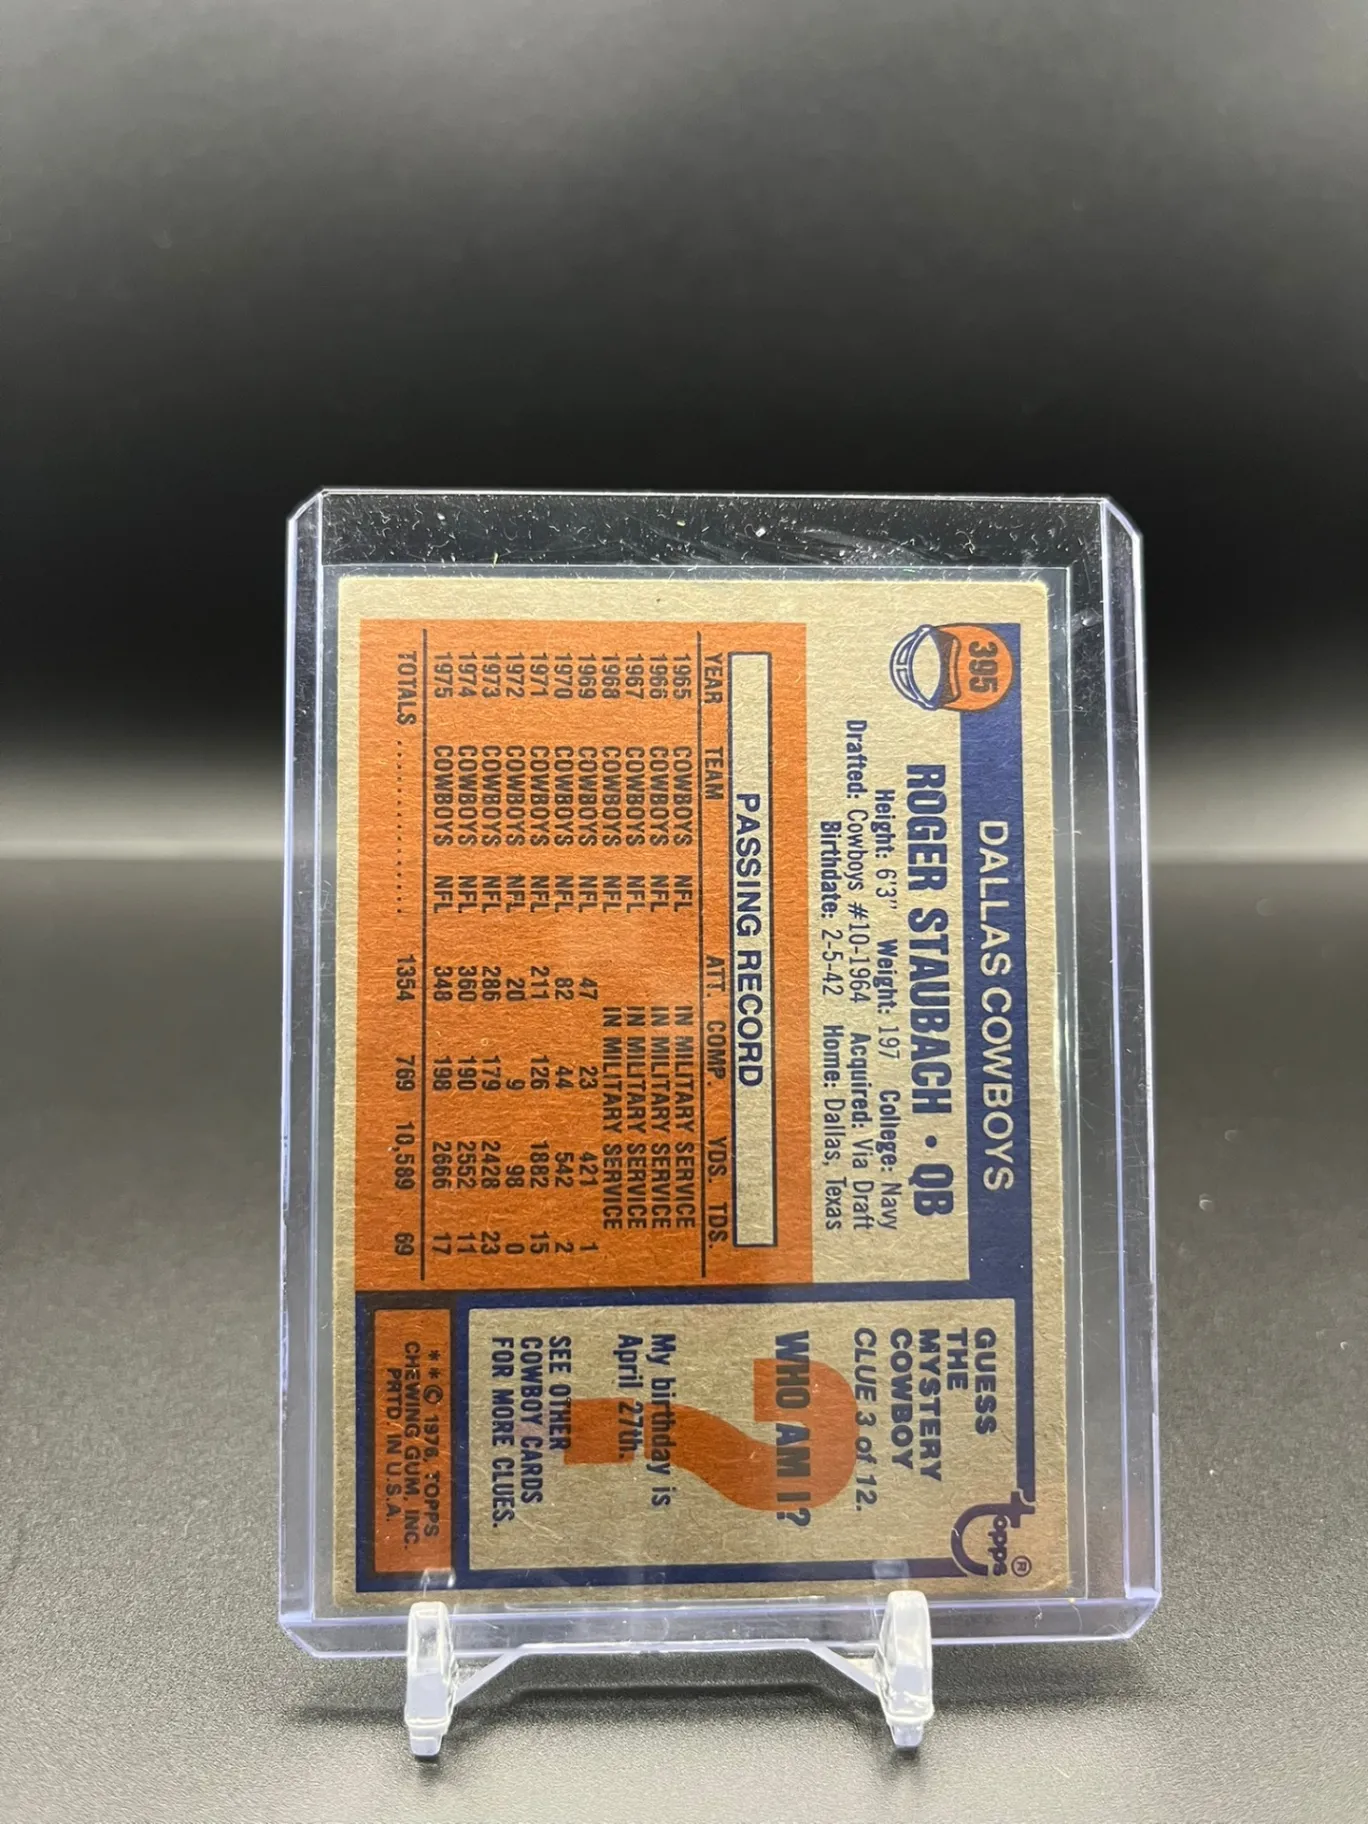 395
DALLAS COWBOYS
ROGER STAUBACH • QB
Height: 6'3" Weight: 197 College: Navy
Drafted: Cowboys #10-1964 Acquired: Via Draft
Birthdate: 2-5-42 Home: Dallas, Texas
PASSING RECORD
YEAR TEAM ATT. COMP. YDS. TDS.
1965 COWBOYS NFL IN MILITARY SERVICE
1966 COWBOYS NFL IN MILITARY SERVICE
1967 COWBOYS NFL IN MILITARY SERVICE
1968 COWBOYS NFL IN MILITARY SERVICE
1969 COWBOYS NFL 47 23 421 1
1970 COWBOYS NFL 82 44 542 2
1971 COWBOYS NFL 211 126 1882 15
1972 COWBOYS NFL 20 9 98 0
1973 COWBOYS NFL 286 179 2428 23
1974 COWBOYS NFL 360 190 2552 11
1975 COWBOYS NFL 348 198 2666 17
TOTALS .................. 1354 769 10,589 69
Topps®
GUESS
THE
MYSTERY
COWBOY
CLUE 3 of 12.
WHO AM I?
?
My birthday is
April 27th.
SEE OTHER
COWBOY CARDS
FOR MORE CLUES.
**© 1976, TOPPS
CHEWING GUM, INC.
PRTD. IN U.S.A.